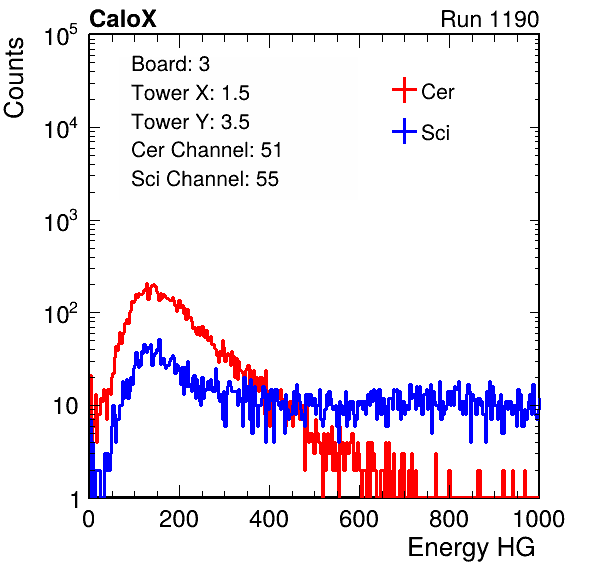 CaloX Run 1190
Counts
10^5
10^4
10^3
10^2
10
1
Board: 3
Tower X: 1.5
Tower Y: 3.5
Cer Channel: 51
Sci Channel: 55
Cer
Sci
0 200 400 600 800 1000
Energy HG